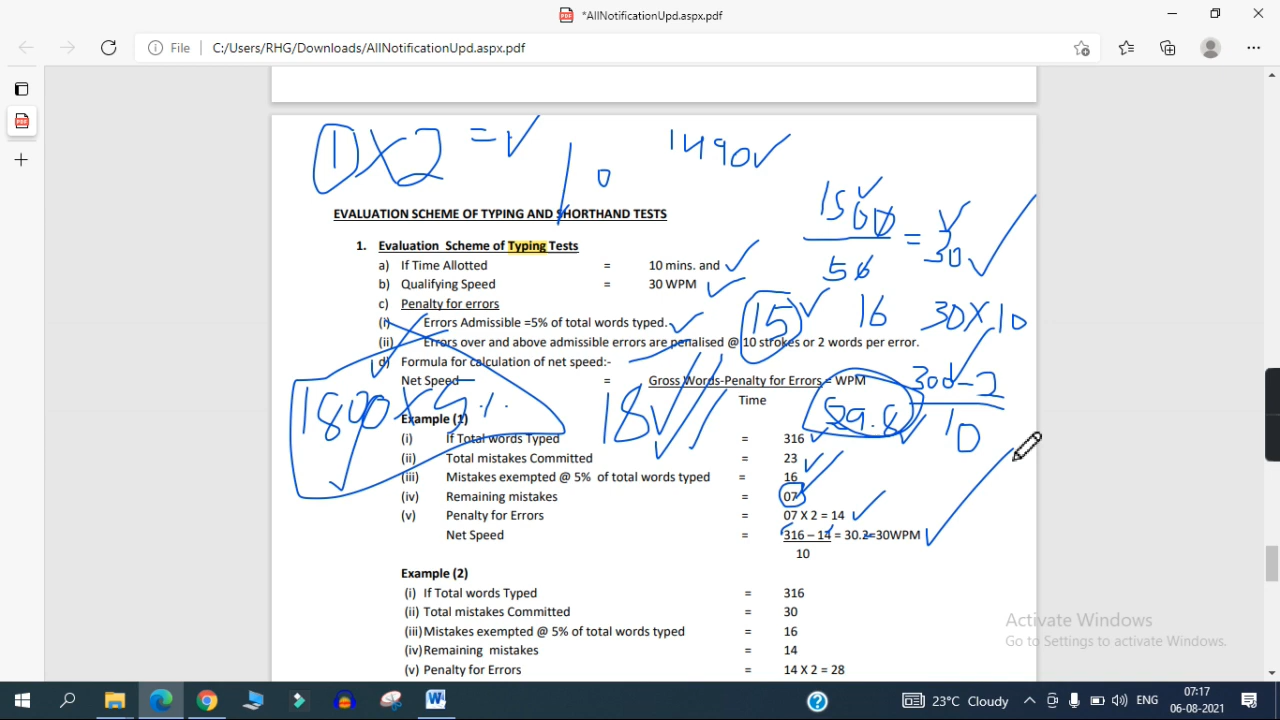 *AllNotificationUpd.aspx.pdf
File | C:/Users/RHG/Downloads/AllNotificationUpd.aspx.pdf
1 X 2 =
10
1490
1500
50
= 30
EVALUATION SCHEME OF TYPING AND SHORTHAND TESTS
1. Evaluation Scheme of Typing Tests
a) If Time Allotted = 10 mins. and
b) Qualifying Speed = 30 WPM
c) Penalty for errors
(i) Errors Admissible =5% of total words typed.
15 16 30 X 10
(ii) Errors over and above admissible errors are penalised @ 10 strokes or 2 words per error.
d) Formula for calculation of net speed:-
Net Speed = Gross Words-Penalty for Errors = WPM
Time
300-2
10
29.8
1800 X 5%
18
Example (1)
(i) If Total words Typed = 316
(ii) Total mistakes Committed = 23
(iii) Mistakes exempted @ 5% of total words typed = 16
(iv) Remaining mistakes = 07
(v) Penalty for Errors = 07 X 2 = 14
Net Speed = 316 – 14 = 30.2=30WPM
10
Example (2)
(i) If Total words Typed = 316
(ii) Total mistakes Committed = 30
(iii) Mistakes exempted @ 5% of total words typed = 16
(iv) Remaining mistakes = 14
(v) Penalty for Errors = 14 X 2 = 28
Activate Windows
Go to Settings to activate Windows.
23°C Cloudy
ENG
07:17
06-08-2021